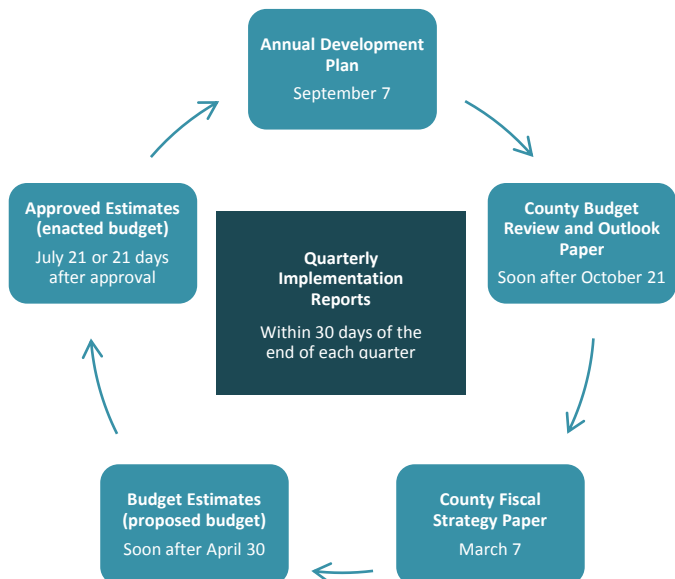 Annual Development
Plan
September 7
County Budget
Review and Outlook
Paper
Soon after October 21
County Fiscal
Strategy Paper
March 7
Budget Estimates
(proposed budget)
Soon after April 30
Approved Estimates
(enacted budget)
July 21 or 21 days
after approval
Quarterly
Implementation
Reports
Within 30 days of the
end of each quarter